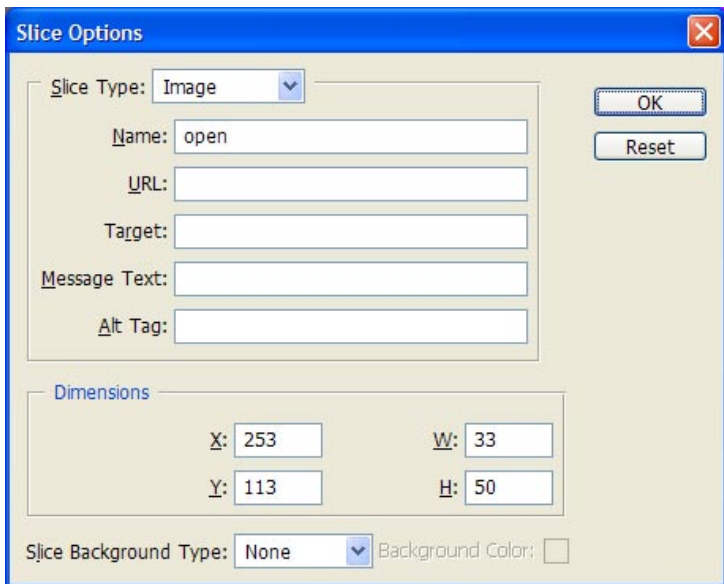 Slice Options
Slice Type: Image
OK
Name: open
Reset
URL:
Target:
Message Text:
Alt Tag:
Dimensions
X: 253 W: 33
Y: 113 H: 50
Slice Background Type: None Background Color: